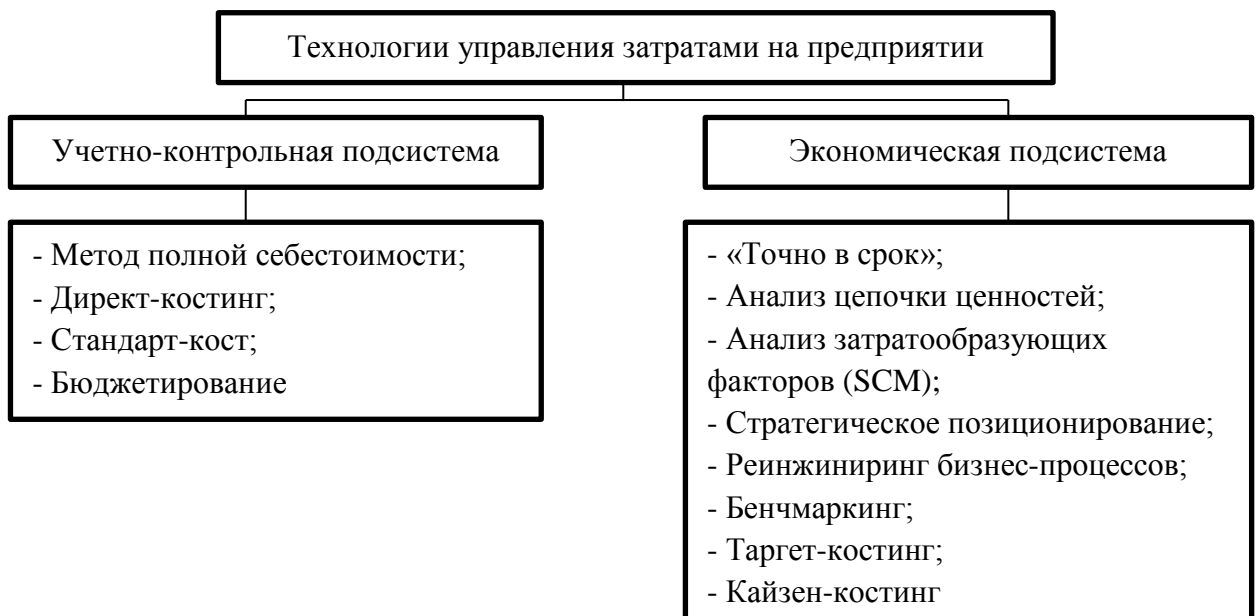 Технологии управления затратами на предприятии
Учетно-контрольная подсистема
Экономическая подсистема
- Метод полной себестоимости;
- Директ-костинг;
- Стандарт-кост;
- Бюджетирование
- «Точно в срок»;
- Анализ цепочки ценностей;
- Анализ затратообразующих
факторов (SCM);
- Стратегическое позиционирование;
- Реинжиниринг бизнес-процессов;
- Бенчмаркинг;
- Таргет-костинг;
- Кайзен-костинг